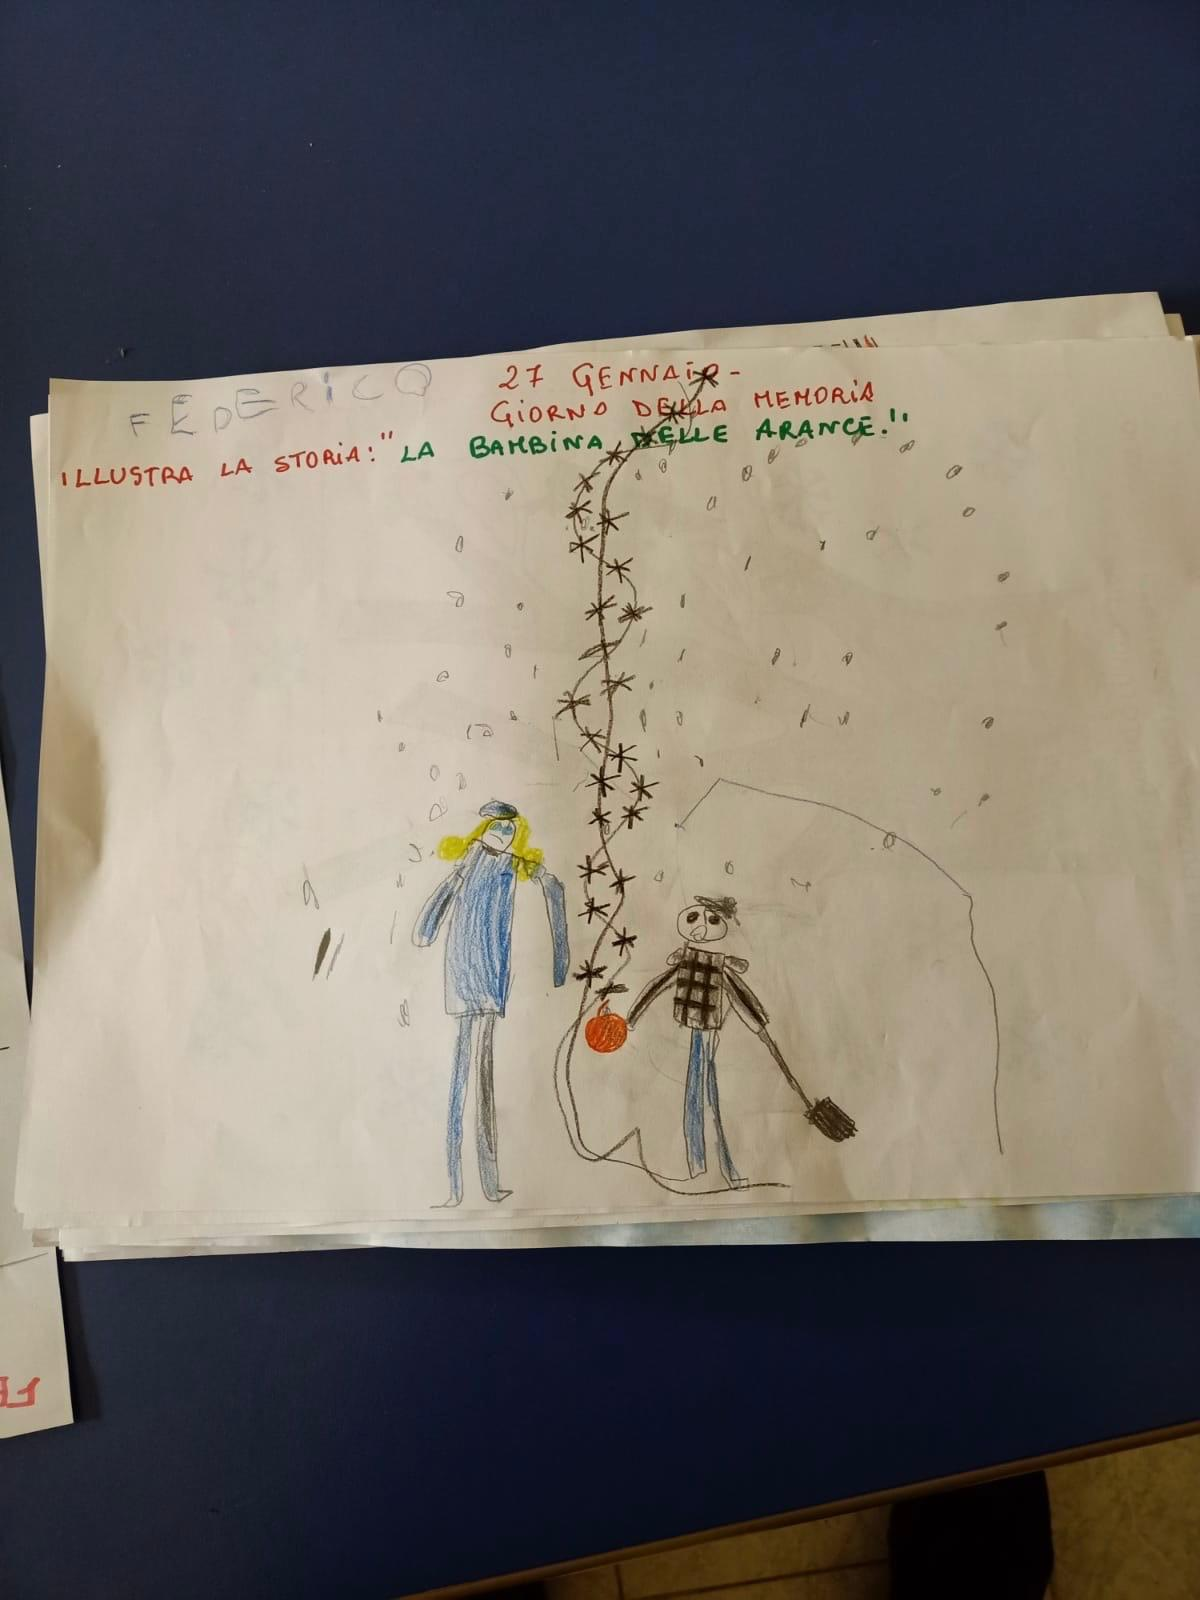 FEDERICO
27 GENNAIO-
GIORNO DELLA MEMORIA
ILLUSTRA LA STORIA: "LA BAMBINA DELLE ARANCE!"